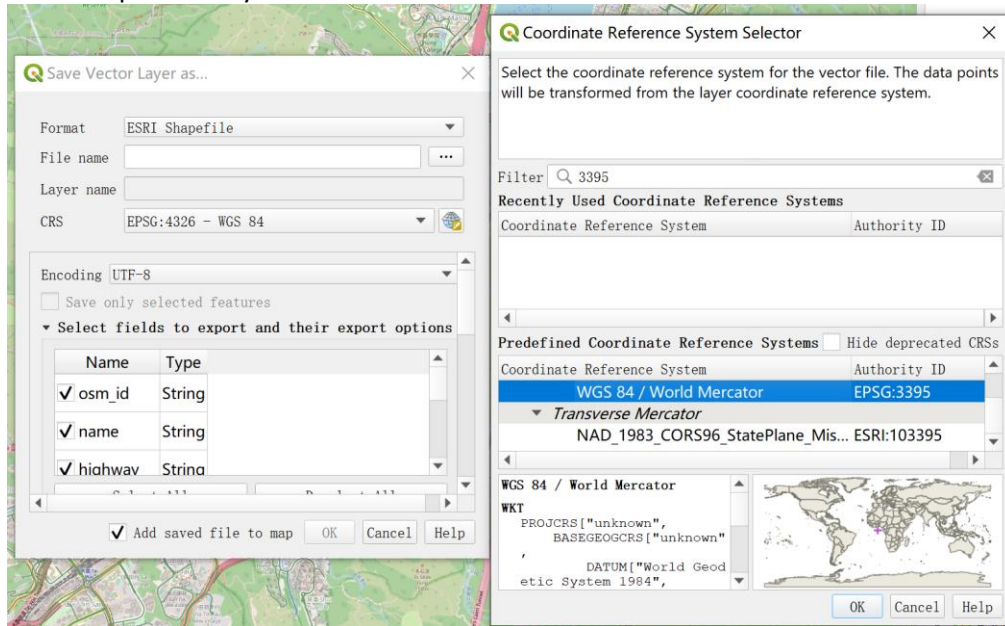 Coordinate Reference System Selector
Select the coordinate reference system for the vector file. The data points
will be transformed from the layer coordinate reference system.
Filter 3395
Recently Used Coordinate Reference Systems
Coordinate Reference System Authority ID
Predefined Coordinate Reference Systems Hide deprecated CRSs
Coordinate Reference System Authority ID
WGS 84 / World Mercator EPSG:3395
Transverse Mercator
NAD_1983_CORS96_StatePlane_Mis... ESRI:103395
WGS 84 / World Mercator
WKT
PROJCRS["unknown",
BASEGEOGCRS["unknown"
,
DATUM["World Geod
etic System 1984",
OK Cancel Help
Save Vector Layer as...
Format ESRI Shapefile
File name ...
Layer name
CRS EPSG:4326 - WGS 84
Encoding UTF-8
Save only selected features
Select fields to export and their export options
Name Type
osm_id String
name String
highway String
Add saved file to map OK Cancel Help